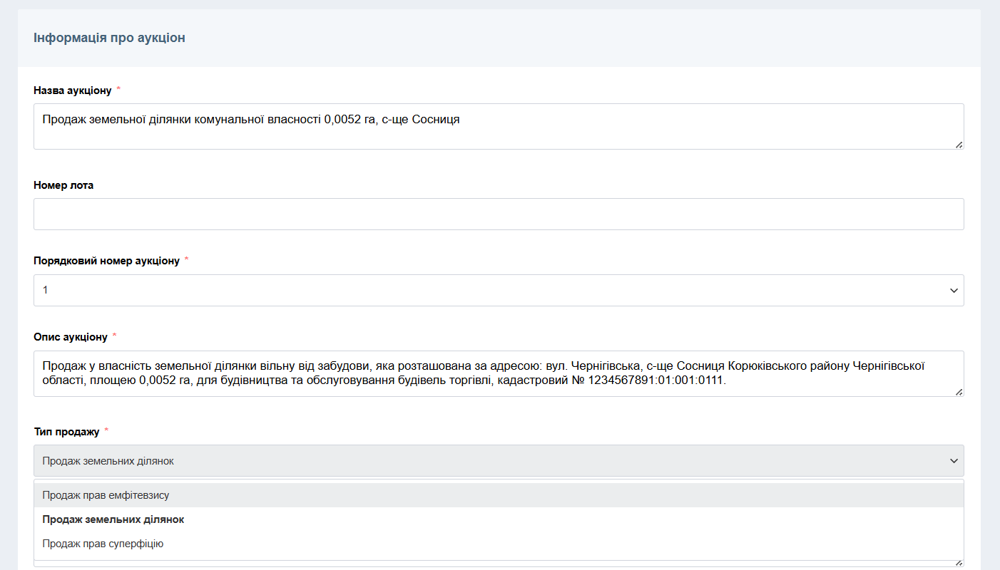 Інформація про аукціон
Назва аукціону *
Продаж земельної ділянки комунальної власності 0,0052 га, с-ще Сосниця
Номер лота
Порядковий номер аукціону *
1
Опис аукціону *
Продаж у власність земельної ділянки вільну від забудови, яка розташована за адресою: вул. Чернігівська, с-ще Сосниця Корюківського району Чернігівської
області, площею 0,0052 га, для будівництва та обслуговування будівель торгівлі, кадастровий № 1234567891:01:001:0111.
Тип продажу *
Продаж земельних ділянок
Продаж прав емфітевзису
Продаж земельних ділянок
Продаж прав суперфіцію